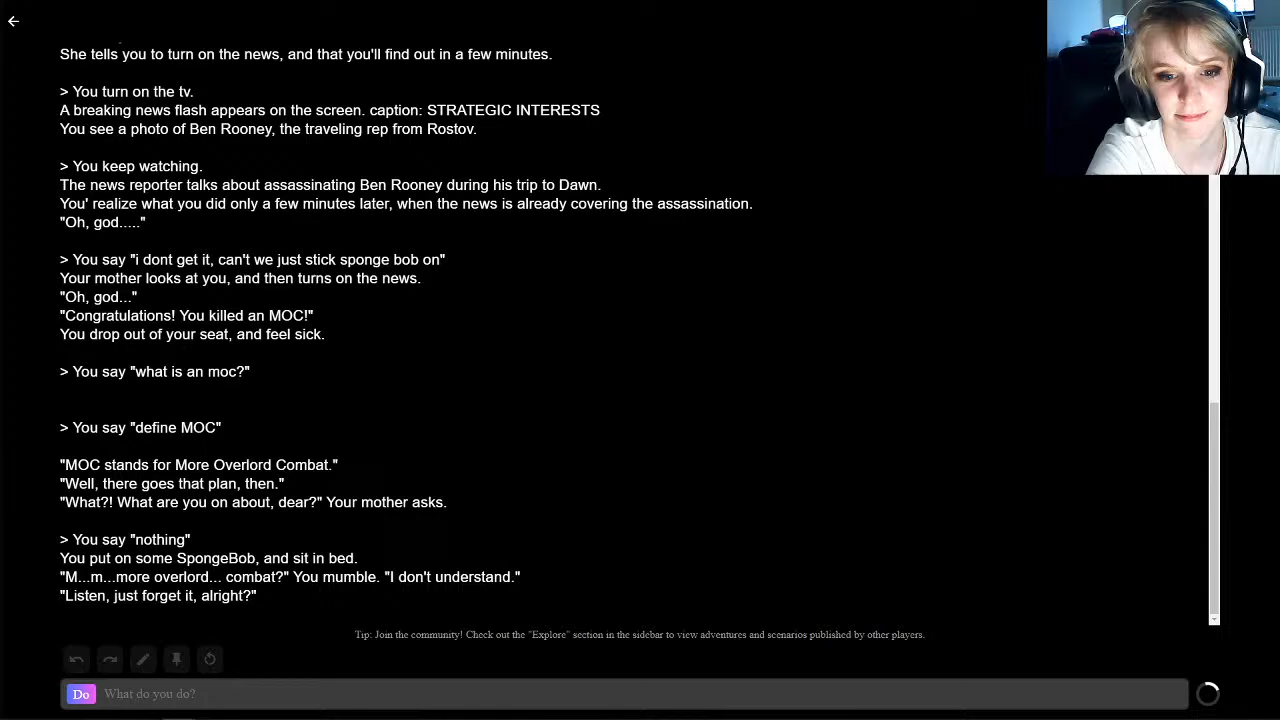 She tells you to turn on the news, and that you'll find out in a few minutes.
> You turn on the tv.
A breaking news flash appears on the screen. caption: STRATEGIC INTERESTS
You see a photo of Ben Rooney, the traveling rep from Rostov.
> You keep watching.
The news reporter talks about assassinating Ben Rooney during his trip to Dawn.
You' realize what you did only a few minutes later, when the news is already covering the assassination.
"Oh, god....."
> You say "i dont get it, can't we just stick sponge bob on"
Your mother looks at you, and then turns on the news.
"Oh, god..."
"Congratulations! You killed an MOC!"
You drop out of your seat, and feel sick.
> You say "what is an moc?"
> You say "define MOC"
"MOC stands for More Overlord Combat."
"Well, there goes that plan, then."
"What?! What are you on about, dear?" Your mother asks.
> You say "nothing"
You put on some SpongeBob, and sit in bed.
"M...m...more overlord... combat?" You mumble. "I don't understand."
"Listen, just forget it, alright?"
Tip: Join the community! Check out the "Explore" section in the sidebar to view adventures and scenarios published by other players.
Do What do you do?